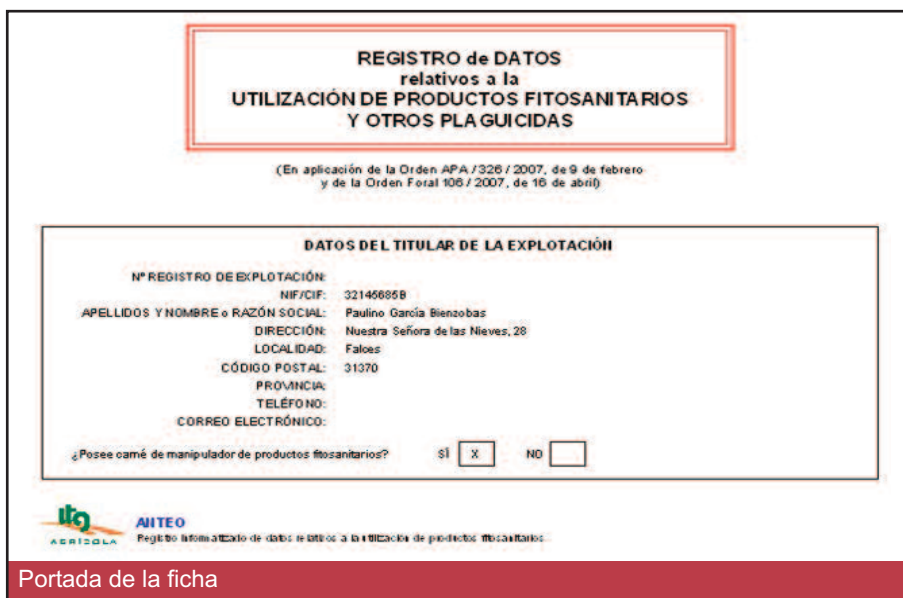 REGISTRO de DATOS
relativos a la
UTILIZACIÓN DE PRODUCTOS FITOSANITARIOS
Y OTROS PLAGUICIDAS
(En aplicación de la Orden APA / 326 / 2007, de 9 de febrero
y de la Orden Foral 106 / 2007, de 16 de abril)
DATOS DEL TITULAR DE LA EXPLOTACIÓN
Nº REGISTRO DE EXPLOTACIÓN:
NIF/CIF: 32145685B
APELLIDOS Y NOMBRE o RAZÓN SOCIAL: Paulino García Bienzobas
DIRECCIÓN: Nuestra Señora de las Nieves, 28
LOCALIDAD: Falces
CÓDIGO POSTAL: 31370
PROVINCIA:
TELÉFONO:
CORREO ELECTRÓNICO:
¿Posee carné de manipulador de productos fitosanitarios? SÍ X NO
itg
AGRÍCOLA
ANTEO
Registro informatizado de datos relativos a la utilización de productos fitosanitarios
Portada de la ficha